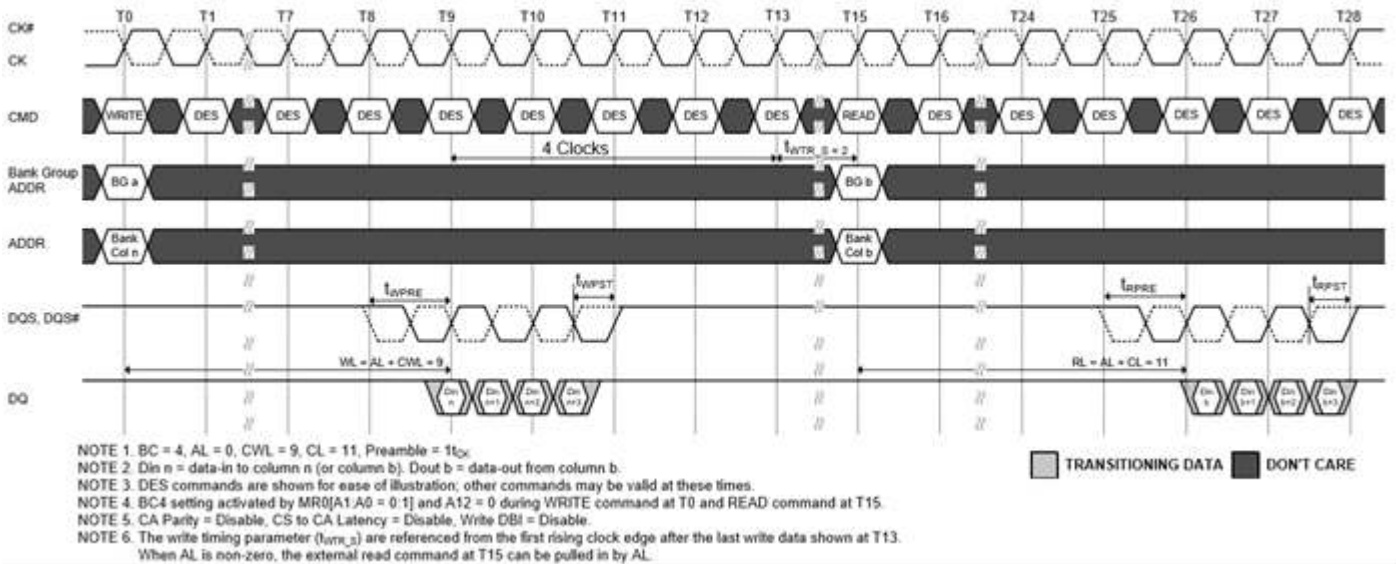 T0 T1 T7 T8 T9 T10 T11 T12 T13 T15 T16 T24 T25 T26 T27 T28
CK#
CK
CMD WRITE DES DES DES DES DES DES DES DES READ DES DES DES DES DES DES
4 Clocks tWTR_S = 2
Bank Group
ADDR BG a BG b
ADDR Bank Bank
Col n Col b
tWPRE tWPST tRPRE tRPST
DQS, DQS#
WL = AL + CWL = 9 RL = AL + CL = 11
DQ Din Din Din Din Din Din Din Din
n n+1 n+2 n+3 b b+1 b+2 b+3
NOTE 1. BC = 4, AL = 0, CWL = 9, CL = 11, Preamble = 1tCK
NOTE 2. Din n = data-in to column n (or column b). Dout b = data-out from column b.
NOTE 3. DES commands are shown for ease of illustration; other commands may be valid at these times.
NOTE 4. BC4 setting activated by MR0[A1:A0 = 0:1] and A12 = 0 during WRITE command at T0 and READ command at T15.
NOTE 5. CA Parity = Disable, CS to CA Latency = Disable, Write DBI = Disable.
NOTE 6. The write timing parameter (tWTR_S) are referenced from the first rising clock edge after the last write data shown at T13.
When AL is non-zero, the external read command at T15 can be pulled in by AL.
TRANSITIONING DATA DON'T CARE